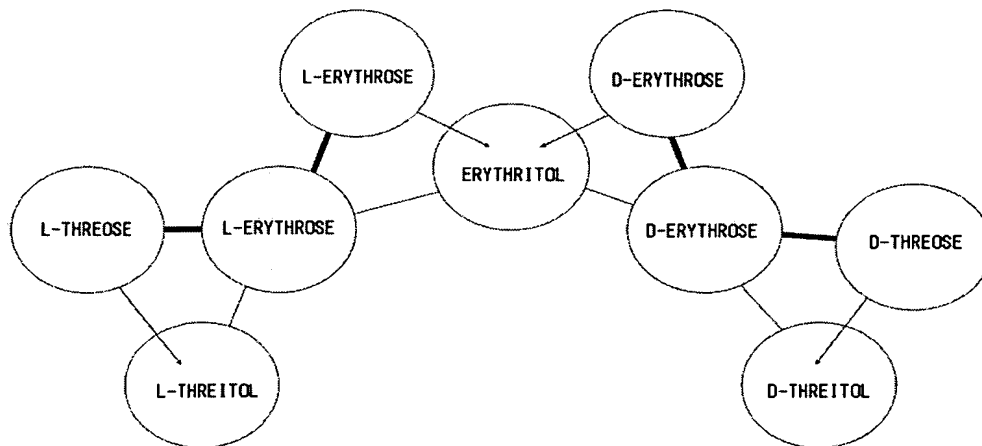 L-ERYTHROSE
D-ERYTHROSE
ERYTHRITOL
L-THREOSE
L-ERYTHROSE
D-ERYTHROSE
D-THREOSE
L-THREITOL
D-THREITOL